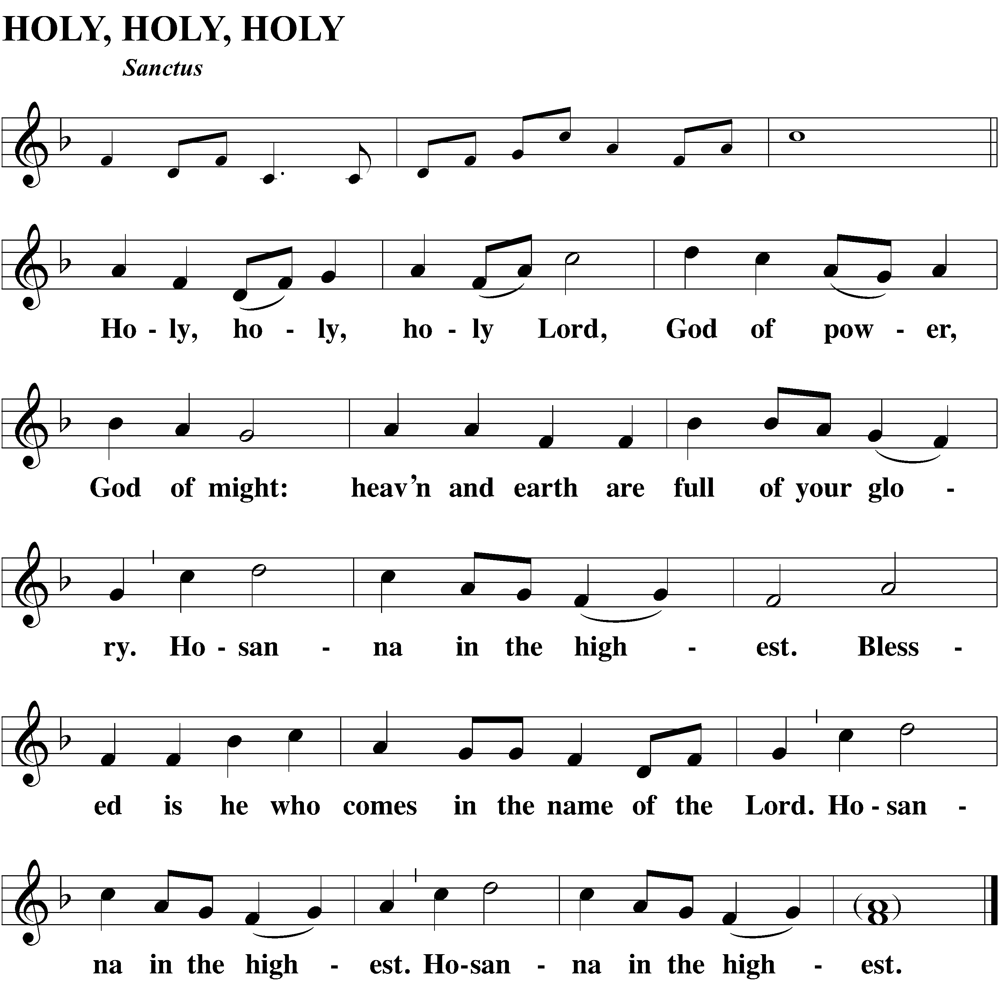 HOLY, HOLY, HOLY
Sanctus
Ho - ly, ho - ly, ho - ly Lord, God of pow - er,
God of might: heav’n and earth are full of your glo -
ry. Ho - san - na in the high - est. Bless -
ed is he who comes in the name of the Lord. Ho - san -
na in the high - est. Ho-san - na in the high - est.